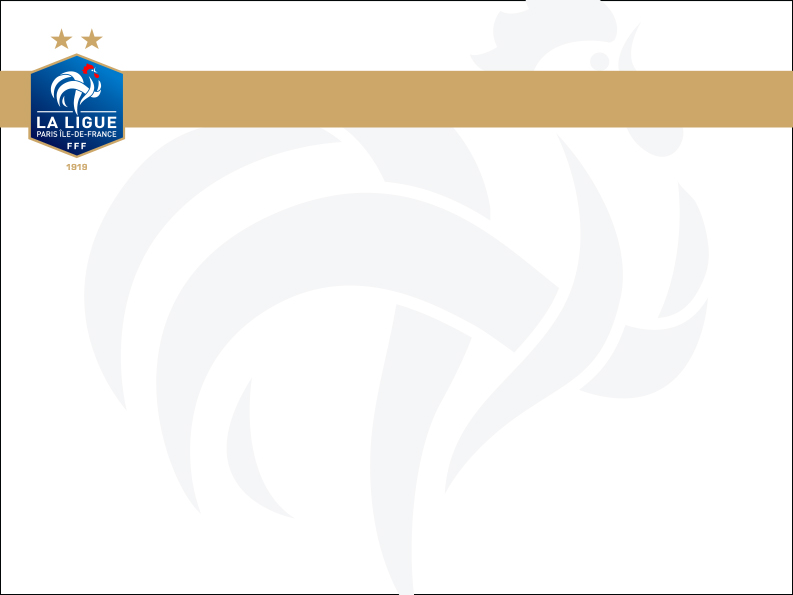 LA LIGUE
PARIS ÎLE-DE-FRANCE
FFF
1919